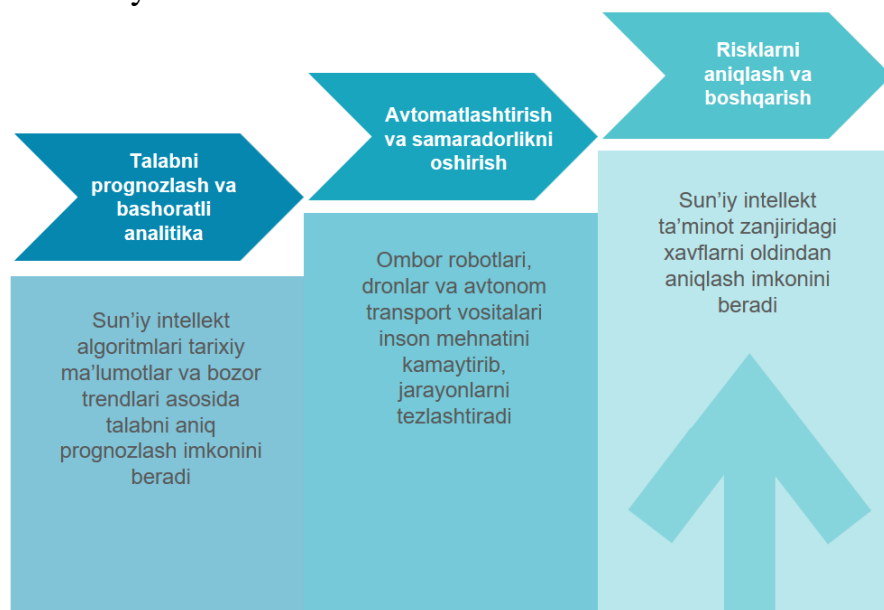 Talabni
prognozlash va
bashoratli
analitika
Sun’iy intellekt
algoritmlari tarixiy
ma’lumotlar va bozor
trendlari asosida
talabni aniq
prognozlash imkonini
beradi
Avtomatlashtirish
va samaradorlikni
oshirish
Ombor robotlari,
dronlar va avtonom
transport vositalari
inson mehnatini
kamaytirib,
jarayonlarni
tezlashtiradi
Risklarni
aniqlash va
boshqarish
Sun’iy intellekt
ta’minot zanjiridagi
xavflarni oldindan
aniqlash imkonini
beradi